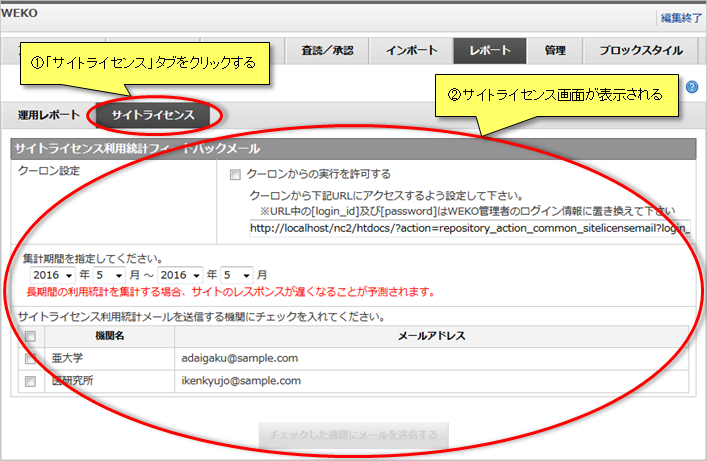 WEKO
編集終了
査読／承認 インポート レポート 管理 ブロックスタイル
①「サイトライセンス」タブをクリックする
②サイトライセンス画面が表示される
運用レポート サイトライセンス
サイトライセンス利用統計フィードバックメール
クーロン設定
クーロンからの実行を許可する
クーロンから下記URLにアクセスするよう設定して下さい。
※URL中の[login_id]及び[password]はWEKO管理者のログイン情報に置き換えて下さい
http://localhost/nc2/htdocs/?action=repository_action_common_sitelicensemail?login_
集計期間を指定してください。
2016 年 5 月 ～ 2016 年 5 月
長期間の利用統計を集計する場合、サイトのレスポンスが遅くなることが予測されます。
サイトライセンス利用統計メールを送信する機関にチェックを入れてください。
機関名 メールアドレス
亜大学 adaigaku@sample.com
医研究所 ikenkyujo@sample.com
チェックした機関にメールを送信する